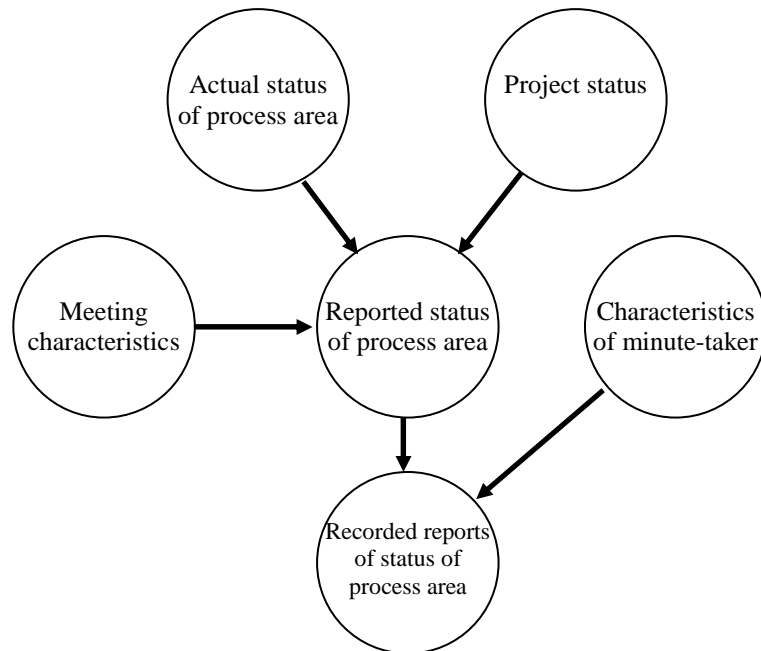 Actual status
of process area
Project status
Meeting
characteristics
Reported status
of process area
Characteristics
of minute-taker
Recorded reports
of status of
process area